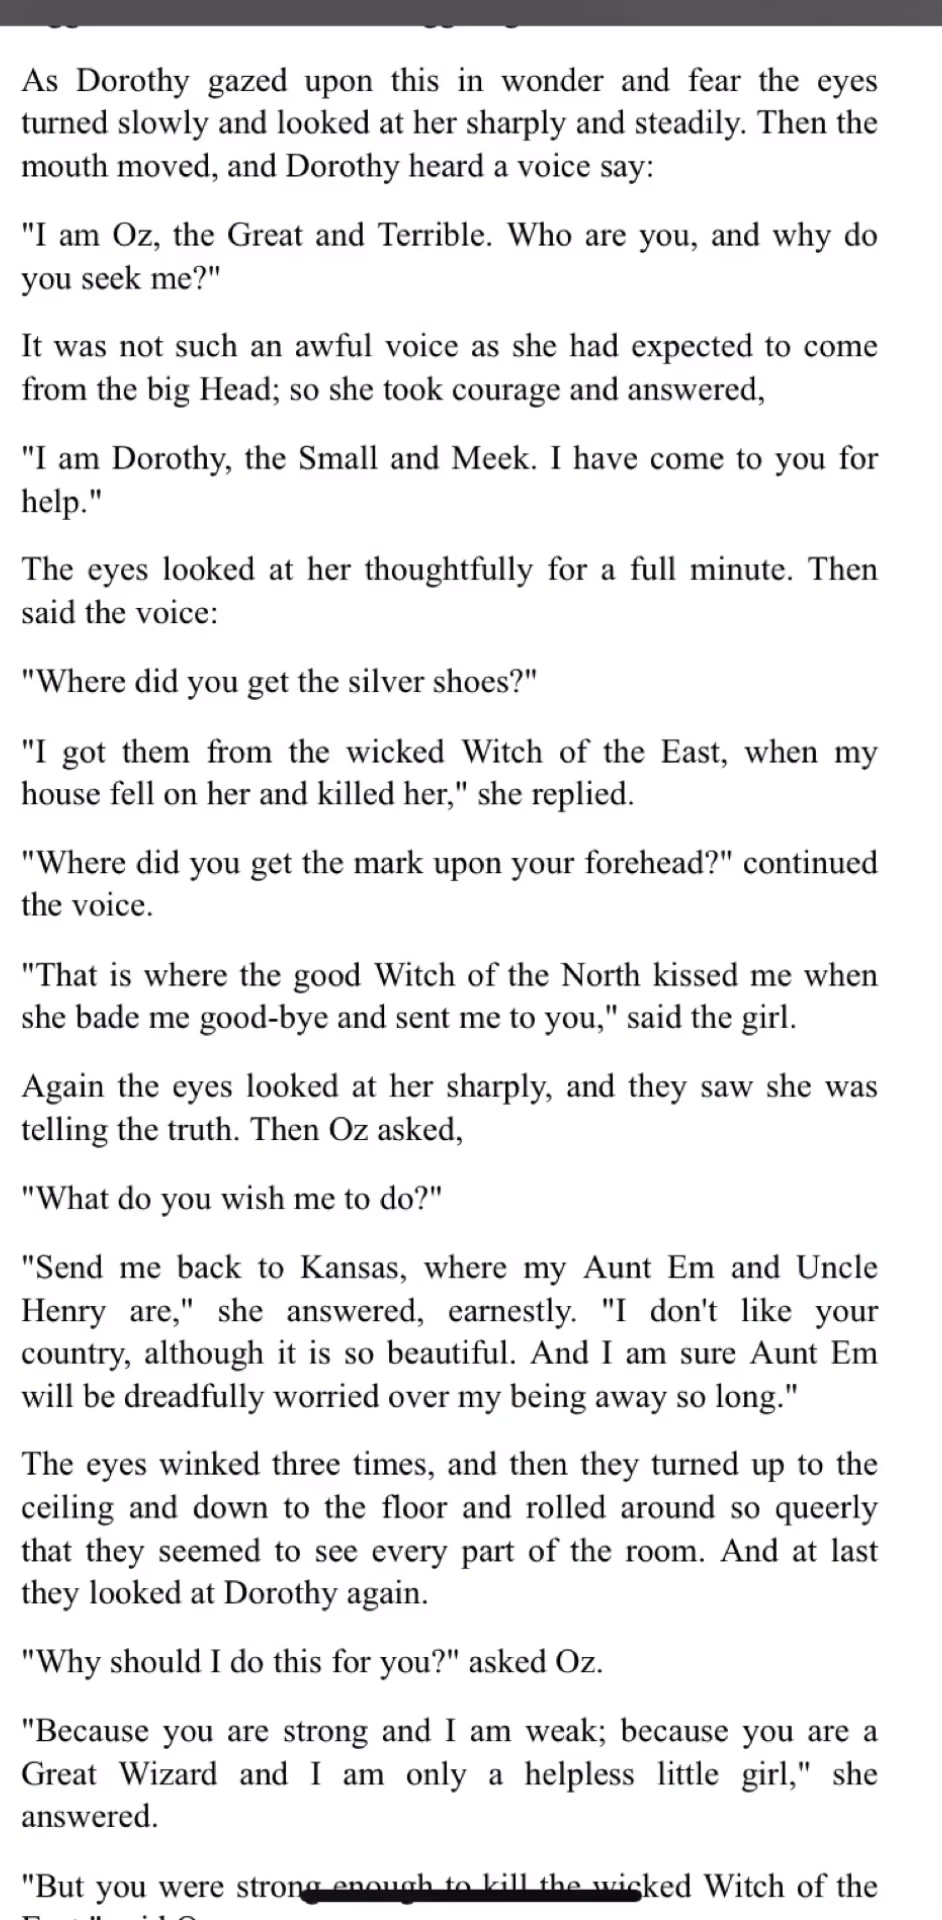 As Dorothy gazed upon this in wonder and fear the eyes
turned slowly and looked at her sharply and steadily. Then the
mouth moved, and Dorothy heard a voice say:
"I am Oz, the Great and Terrible. Who are you, and why do
you seek me?"
It was not such an awful voice as she had expected to come
from the big Head; so she took courage and answered,
"I am Dorothy, the Small and Meek. I have come to you for
help."
The eyes looked at her thoughtfully for a full minute. Then
said the voice:
"Where did you get the silver shoes?"
"I got them from the wicked Witch of the East, when my
house fell on her and killed her," she replied.
"Where did you get the mark upon your forehead?" continued
the voice.
"That is where the good Witch of the North kissed me when
she bade me good-bye and sent me to you," said the girl.
Again the eyes looked at her sharply, and they saw she was
telling the truth. Then Oz asked,
"What do you wish me to do?"
"Send me back to Kansas, where my Aunt Em and Uncle
Henry are," she answered, earnestly. "I don't like your
country, although it is so beautiful. And I am sure Aunt Em
will be dreadfully worried over my being away so long."
The eyes winked three times, and then they turned up to the
ceiling and down to the floor and rolled around so queerly
that they seemed to see every part of the room. And at last
they looked at Dorothy again.
"Why should I do this for you?" asked Oz.
"Because you are strong and I am weak; because you are a
Great Wizard and I am only a helpless little girl," she
answered.
"But you were strong enough to kill the wicked Witch of the